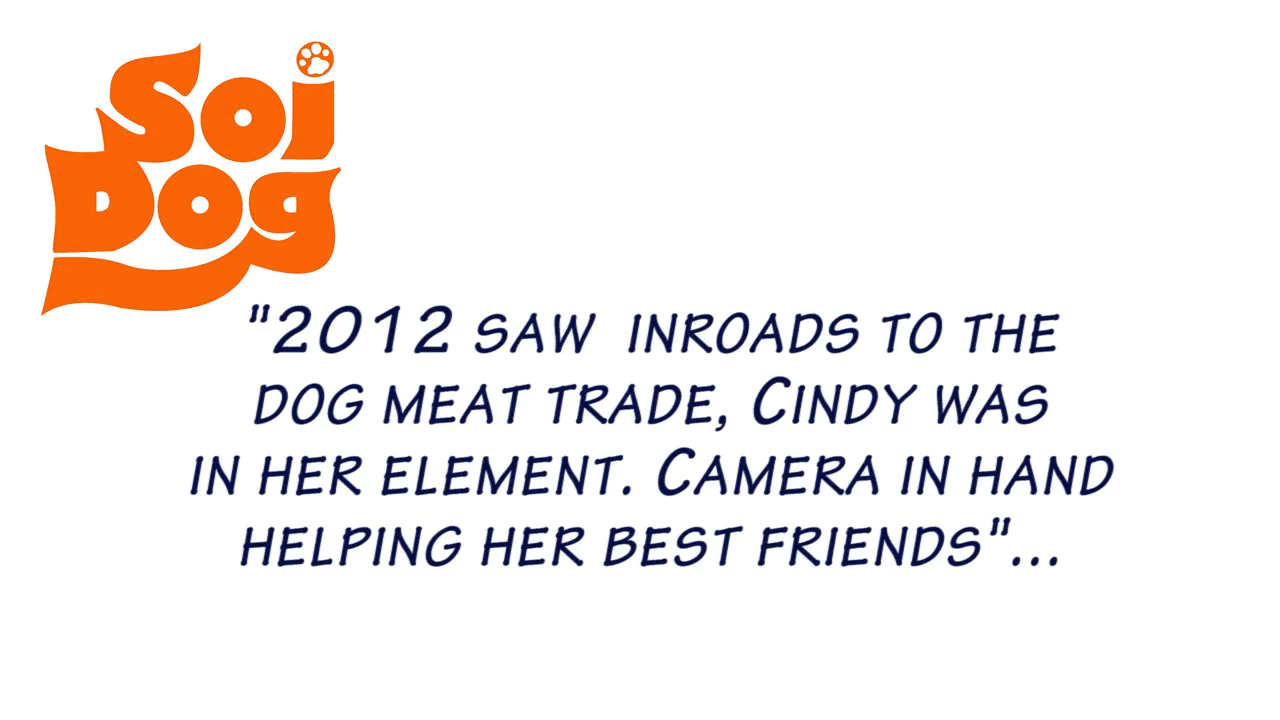 Soi
Dog
"2012 SAW INROADS TO THE
DOG MEAT TRADE, CINDY WAS
IN HER ELEMENT. CAMERA IN HAND
HELPING HER BEST FRIENDS"...